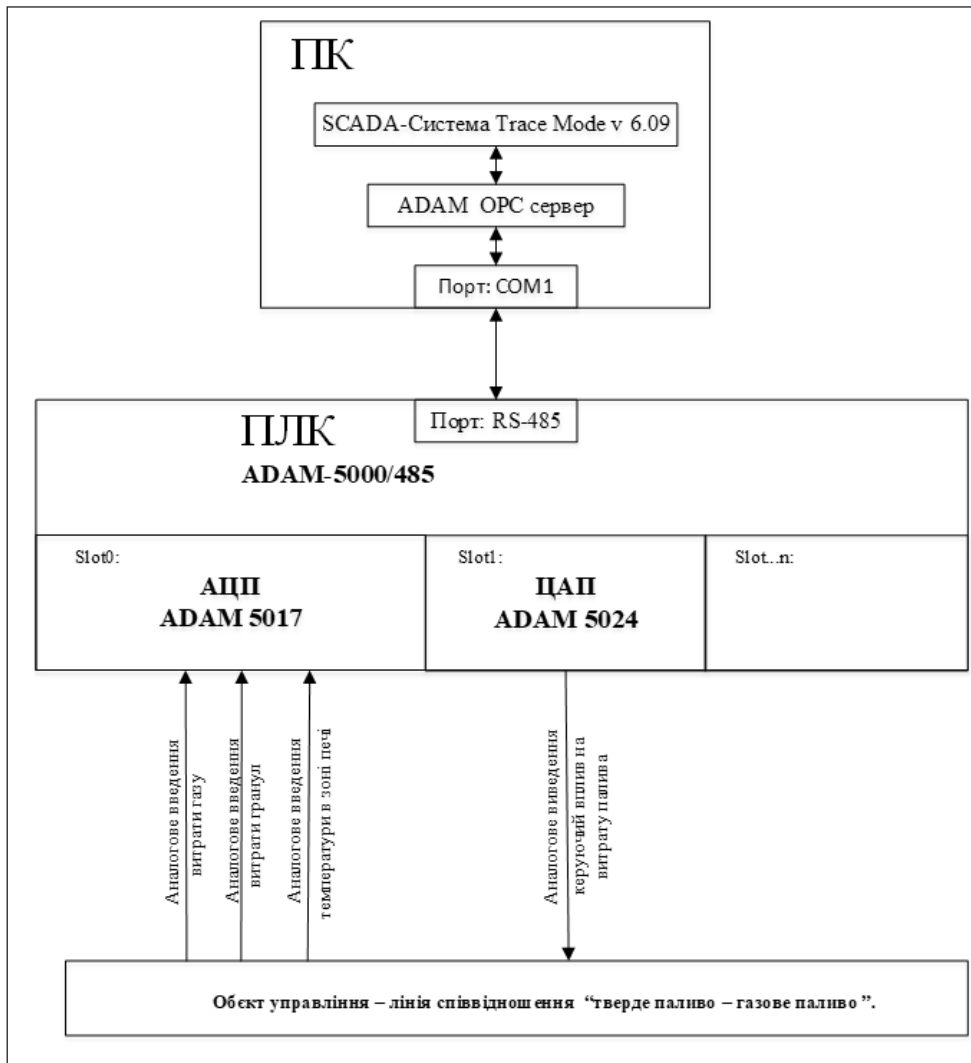 ПК
SCADA-Система Trace Mode v 6.09
ADAM OPC сервер
Порт: COM1
Порт: RS-485
ПЛК
ADAM-5000/485
Slot0:
АЦП
ADAM 5017
Slot1:
ЦАП
ADAM 5024
Slot...n:
Аналогове введення
витрати газу
Аналогове введення
витрати гранул
Аналогове введення
температури в зоні печі
Аналогове виведення
керуючий вплив на
витрату палива
Обєкт управління – лінія співвідношення “тверде паливо – газове паливо”.